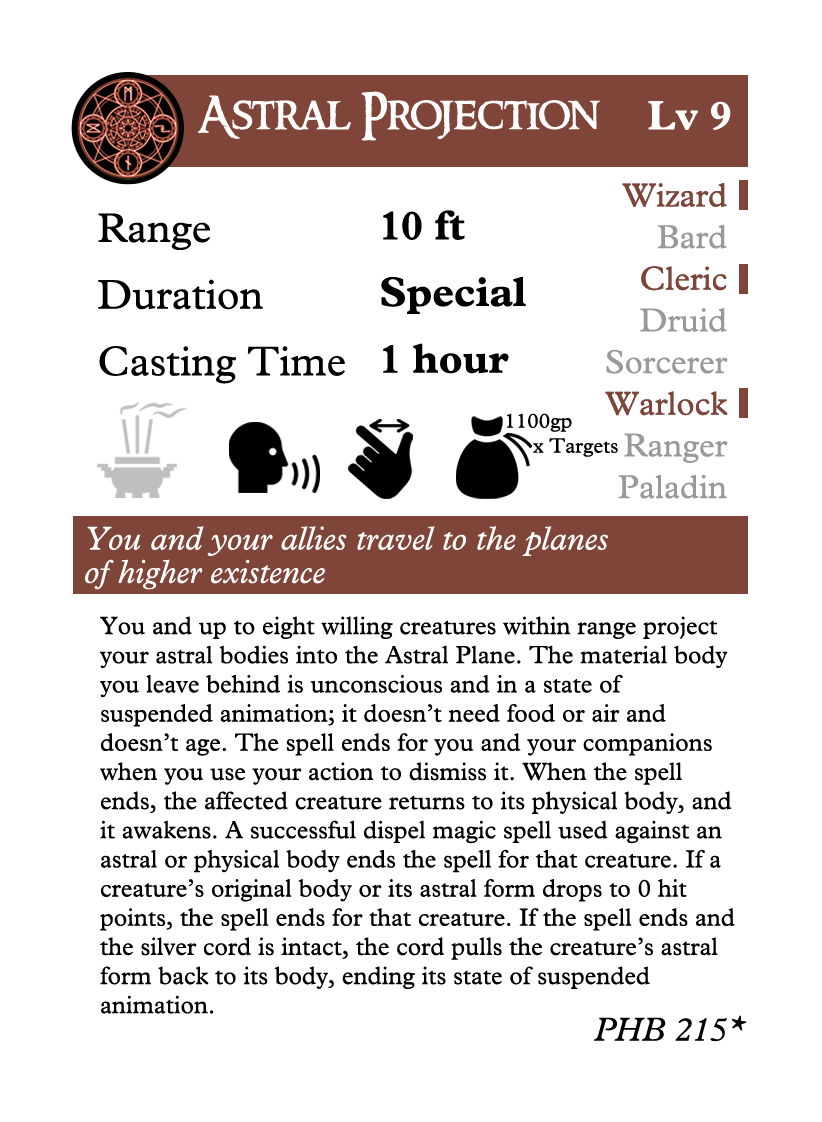 ASTRAL PROJECTION Lv 9
Wizard
Range 10 ft
Bard
Cleric
Duration Special
Druid
Casting Time 1 hour
Sorcerer
Warlock
1100gp
x Targets
Ranger
Paladin
You and your allies travel to the planes
of higher existence
You and up to eight willing creatures within range project
your astral bodies into the Astral Plane. The material body
you leave behind is unconscious and in a state of
suspended animation; it doesn’t need food or air and
doesn’t age. The spell ends for you and your companions
when you use your action to dismiss it. When the spell
ends, the affected creature returns to its physical body, and
it awakens. A successful dispel magic spell used against an
astral or physical body ends the spell for that creature. If a
creature’s original body or its astral form drops to 0 hit
points, the spell ends for that creature. If the spell ends and
the silver cord is intact, the cord pulls the creature’s astral
form back to its body, ending its state of suspended
animation.
PHB 215*